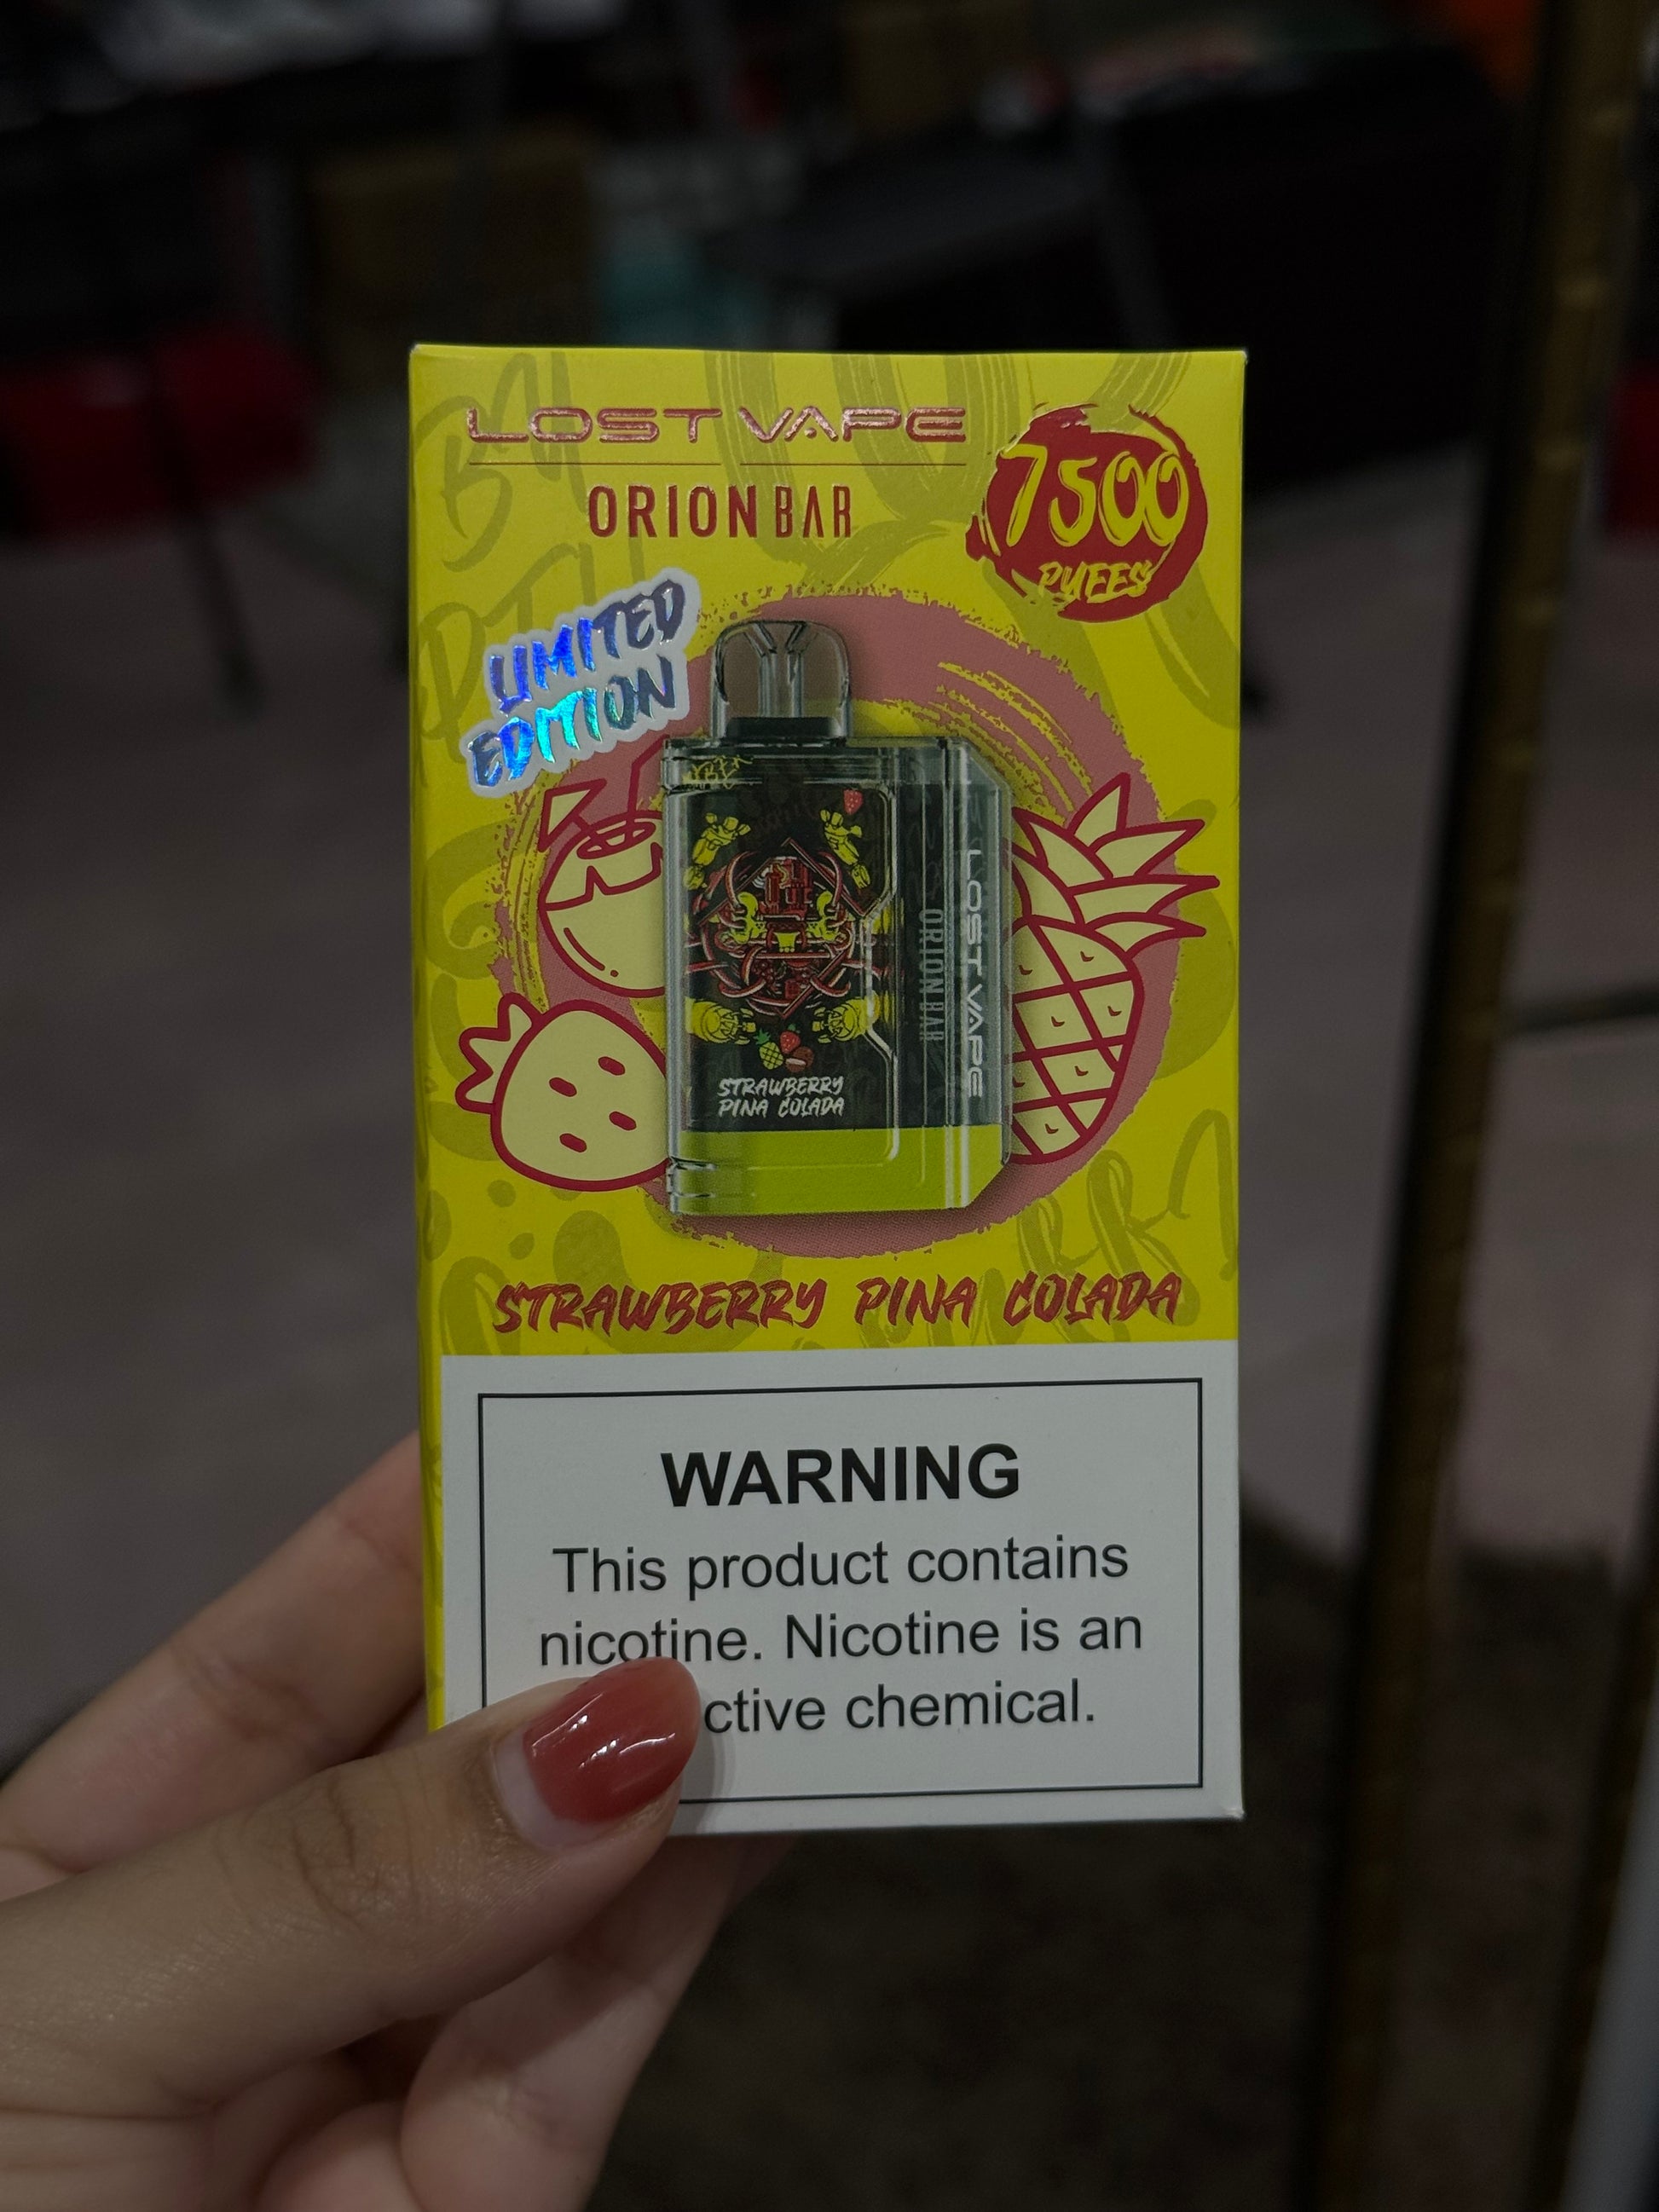 LOST VAPE
ORION BAR
7500
PUFFS
LIMITED
EDITION
LOST VAPE
ORION BAR
STRAWBERRY
PINA COLADA
STRAWBERRY PINA COLADA
WARNING
This product contains
nicotine. Nicotine is an
ctive chemical.